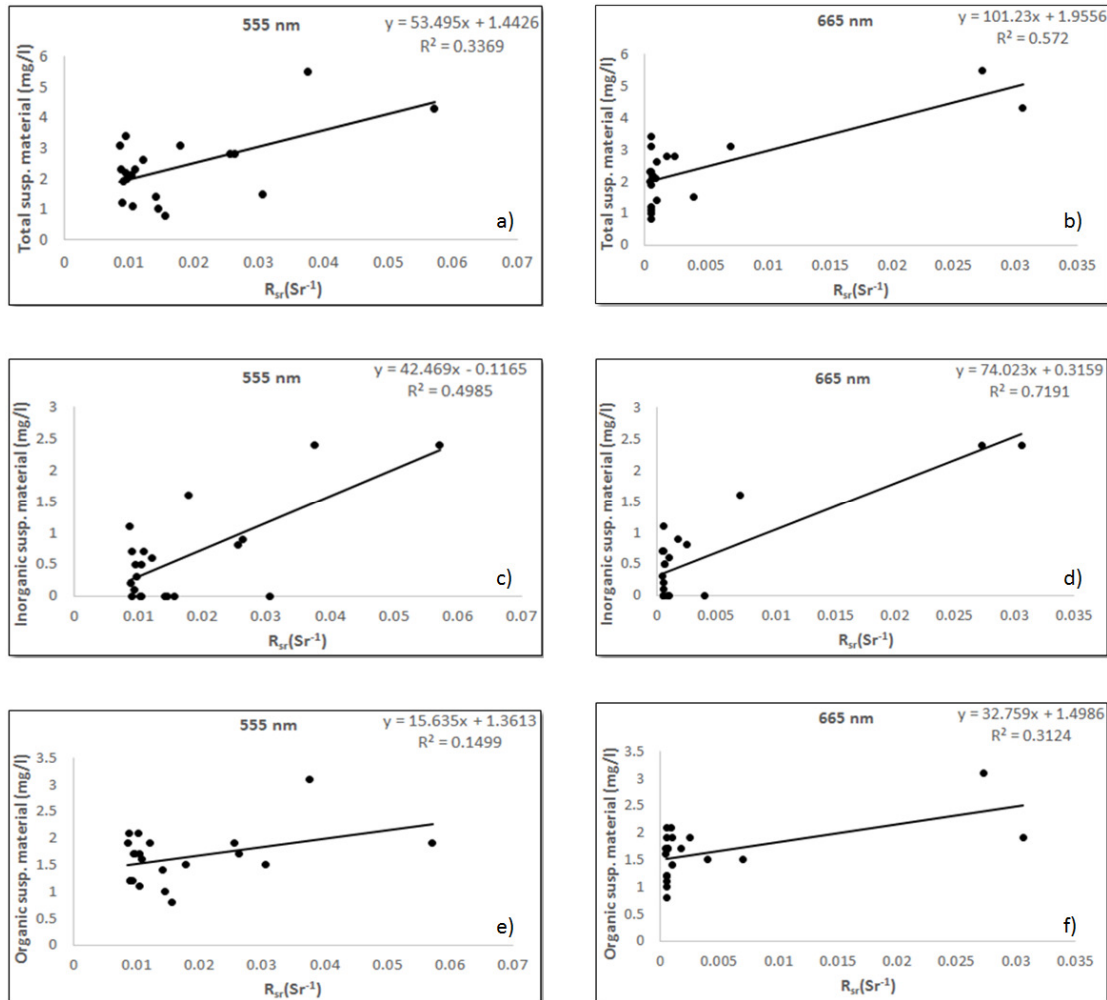 555 nm
y = 53.495x + 1.4426
R² = 0.3369
Total susp. material (mg/l)
6
5
4
3
2
1
0
0 0.01 0.02 0.03 0.04 0.05 0.06 0.07
Rsr(Sr⁻¹)
a)
665 nm
y = 101.23x + 1.9556
R² = 0.572
Total susp. material (mg/l)
6
5
4
3
2
1
0
0 0.005 0.01 0.015 0.02 0.025 0.03 0.035
Rsr(Sr⁻¹)
b)
555 nm
y = 42.469x - 0.1165
R² = 0.4985
Inorganic susp. material (mg/l)
3
2.5
2
1.5
1
0.5
0
0 0.01 0.02 0.03 0.04 0.05 0.06 0.07
Rsr(Sr⁻¹)
c)
665 nm
y = 74.023x + 0.3159
R² = 0.7191
Inorganic susp. material (mg/l)
3
2.5
2
1.5
1
0.5
0
0 0.005 0.01 0.015 0.02 0.025 0.03 0.035
Rsr(Sr⁻¹)
d)
555 nm
y = 15.635x + 1.3613
R² = 0.1499
Organic susp. material (mg/l)
3.5
3
2.5
2
1.5
1
0.5
0
0 0.01 0.02 0.03 0.04 0.05 0.06 0.07
Rsr(Sr⁻¹)
e)
665 nm
y = 32.759x + 1.4986
R² = 0.3124
Organic susp. material (mg/l)
3.5
3
2.5
2
1.5
1
0.5
0
0 0.005 0.01 0.015 0.02 0.025 0.03 0.035
Rsr(Sr⁻¹)
f)